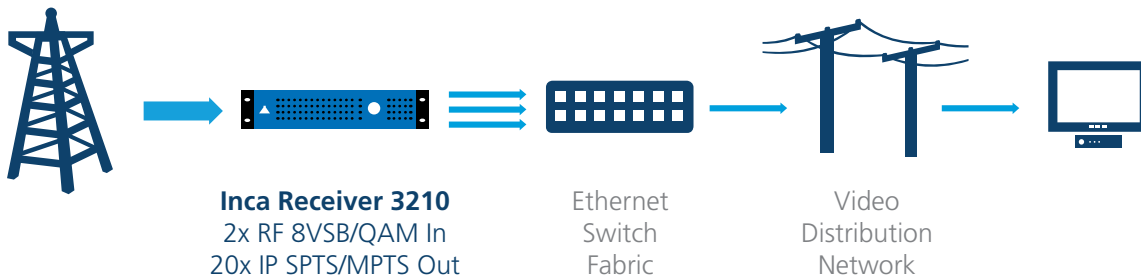 Inca Receiver 3210
2x RF 8VSB/QAM In
20x IP SPTS/MPTS Out
Ethernet
Switch
Fabric
Video
Distribution
Network